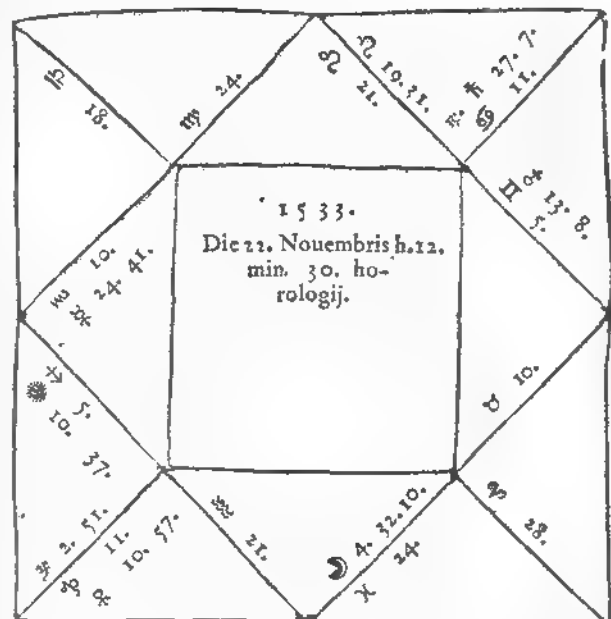 1533.
Die 22. Nouembris h.12.
min. 30. ho-
rologij.
♌ 21.
☊ 19. 31.
♍ 24.
♎ 18.
♏ 10.
24. 41.
♐ 5.
☉ 10. 37.
♃ 2. 51.
♑ 11.
♀ 10. 57.
♒ 21.
☽ 4. 32. 10.
♓ 24.
28.
♉ 10.
♊ 5.
♂ 13. 8.
♋ 11.
♄ 27. 7.